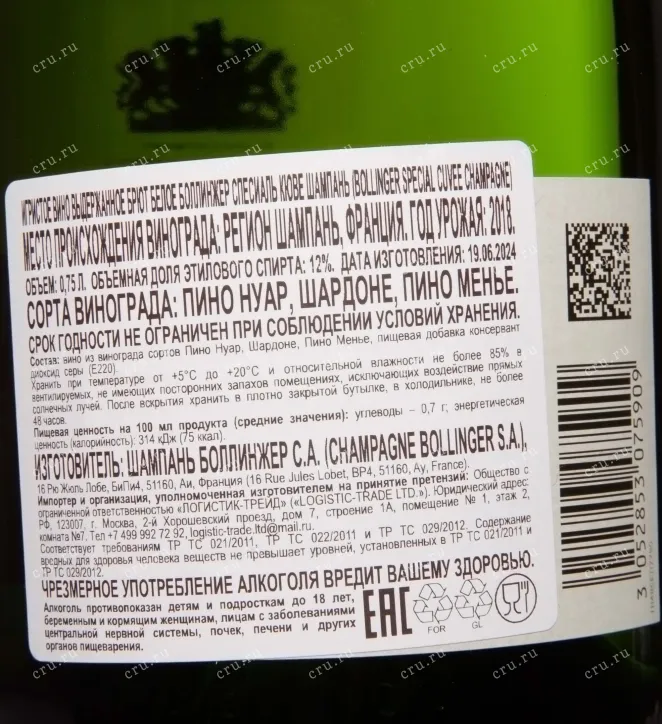 ИГРИСТОЕ ВИНО ВЫДЕРЖАННОЕ БРЮТ БЕЛОЕ БОЛЛИНЖЕР СПЕСИАЛЬ КЮВЕ ШАМПАНЬ (BOLLINGER SPECIAL CUVEE CHAMPAGNE)
МЕСТО ПРОИСХОЖДЕНИЯ ВИНОГРАДА: РЕГИОН ШАМПАНЬ, ФРАНЦИЯ. ГОД УРОЖАЯ: 2018.
ОБЪЕМ: 0,75 Л. ОБЪЕМНАЯ ДОЛЯ ЭТИЛОВОГО СПИРТА: 12%. ДАТА ИЗГОТОВЛЕНИЯ: 19.06.2024
СОРТА ВИНОГРАДА: ПИНО НУАР, ШАРДОНЕ, ПИНО МЕНЬЕ.
СРОК ГОДНОСТИ НЕ ОГРАНИЧЕН ПРИ СОБЛЮДЕНИИ УСЛОВИЙ ХРАНЕНИЯ.
Состав: вино из винограда сортов Пино Нуар, Шардоне, Пино Менье, пищевая добавка консервант
диоксид серы (Е220).
Хранить при температуре от +5°С до +20°С и относительной влажности не более 85% в
вентилируемых, не имеющих посторонних запахов помещениях, исключающих воздействие прямых
солнечных лучей. После вскрытия хранить в плотно закрытой бутылке, в холодильнике, не более
48 часов.
Пищевая ценность на 100 мл продукта (средние значения): углеводы – 0,7 г, энергетическая
ценность (калорийность): 314 кДж (75 ккал).
ИЗГОТОВИТЕЛЬ: ШАМПАНЬ БОЛЛИНЖЕР С.А. (CHAMPAGNE BOLLINGER S.A.),
16 Рю Жюль Лобе, БиПи4, 51160, Аи, Франция (16 Rue Jules Lobet, BP4, 51160, Ay, France).
Импортер и организация, уполномоченная изготовителем на принятие претензий: Общество с
ограниченной ответственностью «ЛОГИСТИК-ТРЕЙД» («LOGISTIC-TRADE LTD.»). Юридический адрес:
РФ, 123007, г. Москва, 2-й Хорошевский проезд, дом 7, строение 1А, помещение № 1, этаж 2,
комната №7. Тел +7 499 992 72 92, logistic-trade.ltd@mail.ru.
Соответствует требованиям ТР ТС 021/2011, ТР ТС 022/2011 и ТР ТС 029/2012. Содержание
вредных для здоровья человека веществ не превышает уровней, установленных в ТР ТС 021/2011 и
ТР ТС 029/2012.
ЧРЕЗМЕРНОЕ УПОТРЕБЛЕНИЕ АЛКОГОЛЯ ВРЕДИТ ВАШЕМУ ЗДОРОВЬЮ.
Алкоголь противопоказан детям и подросткам до 18 лет,
беременным и кормящим женщинам, лицам с заболеваниями
центральной нервной системы, почек, печени и других
органов пищеварения.
EAC
FOR
GL
3 052853 075909
cru.ru